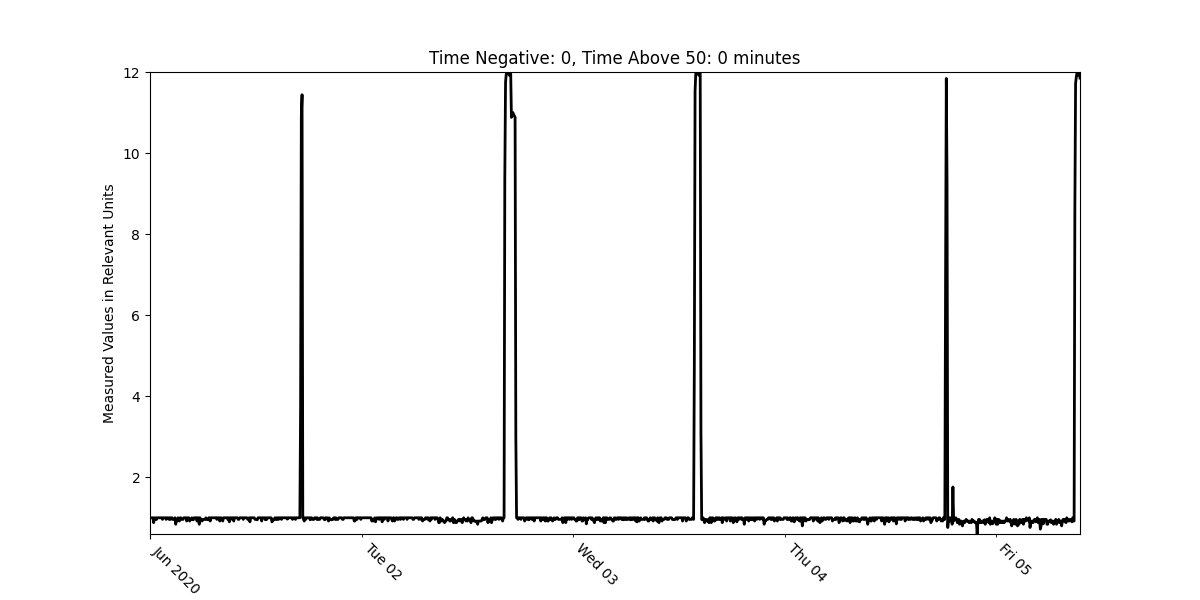 Time Negative: 0, Time Above 50: 0 minutes
12
10
8
6
4
2
Measured Values in Relevant Units
Jun 2020
Tue 02
Wed 03
Thu 04
Fri 05